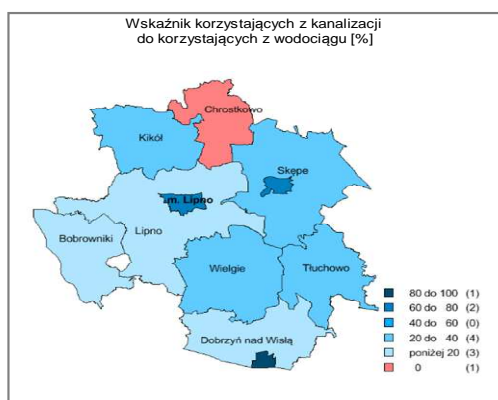 Wskaźnik korzystających z kanalizacji
do korzystających z wodociągu [%]
Chrostkowo
Kikół
Skępe
m. Lipno
Bobrowniki
Lipno
Wielgie
Tłuchowo
Dobrzyń nad Wisłą
80 do 100 (1)
60 do 80 (2)
40 do 60 (0)
20 do 40 (4)
poniżej 20 (3)
0 (1)